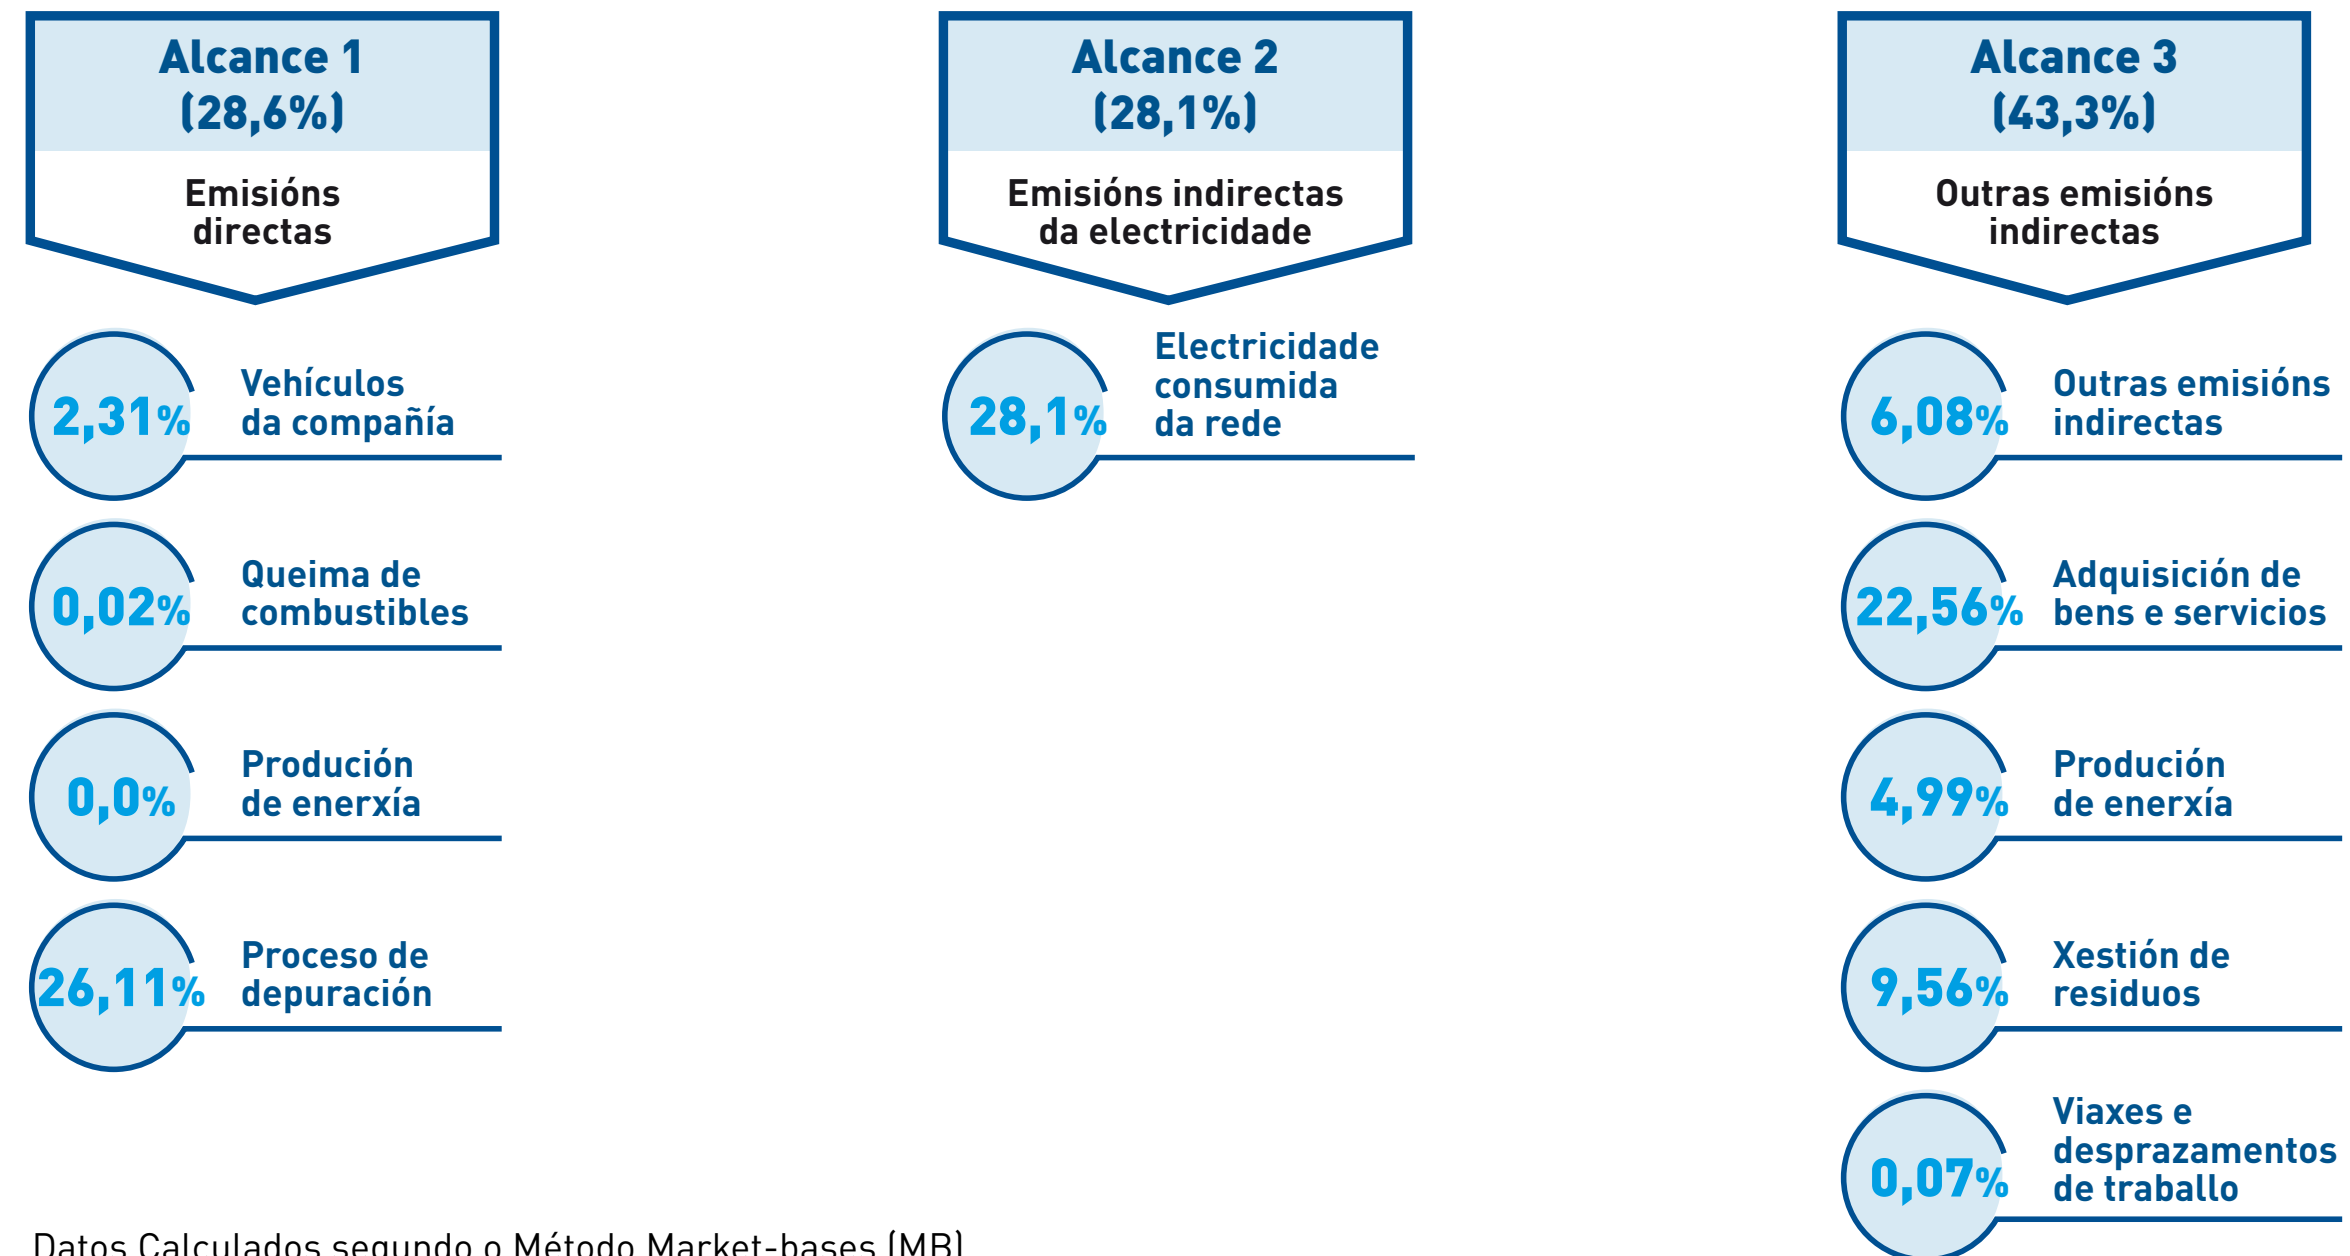 Alcance 1
(28,6%)
Emisións
directas
2,31%
Vehículos
da compañía
0,02%
Queima de
combustibles
0,0%
Produción
de enerxía
26,11%
Proceso de
depuración
Alcance 2
(28,1%)
Emisións indirectas
da electricidade
28,1%
Electricidade
consumida
da rede
Alcance 3
(43,3%)
Outras emisións
indirectas
6,08%
Outras emisións
indirectas
22,56%
Adquisición de
bens e servicios
4,99%
Produción
de enerxía
9,56%
Xestión de
residuos
0,07%
Viaxes e
desprazamentos
de traballo
Datos Calculados segundo o Método Market-bases (MB)